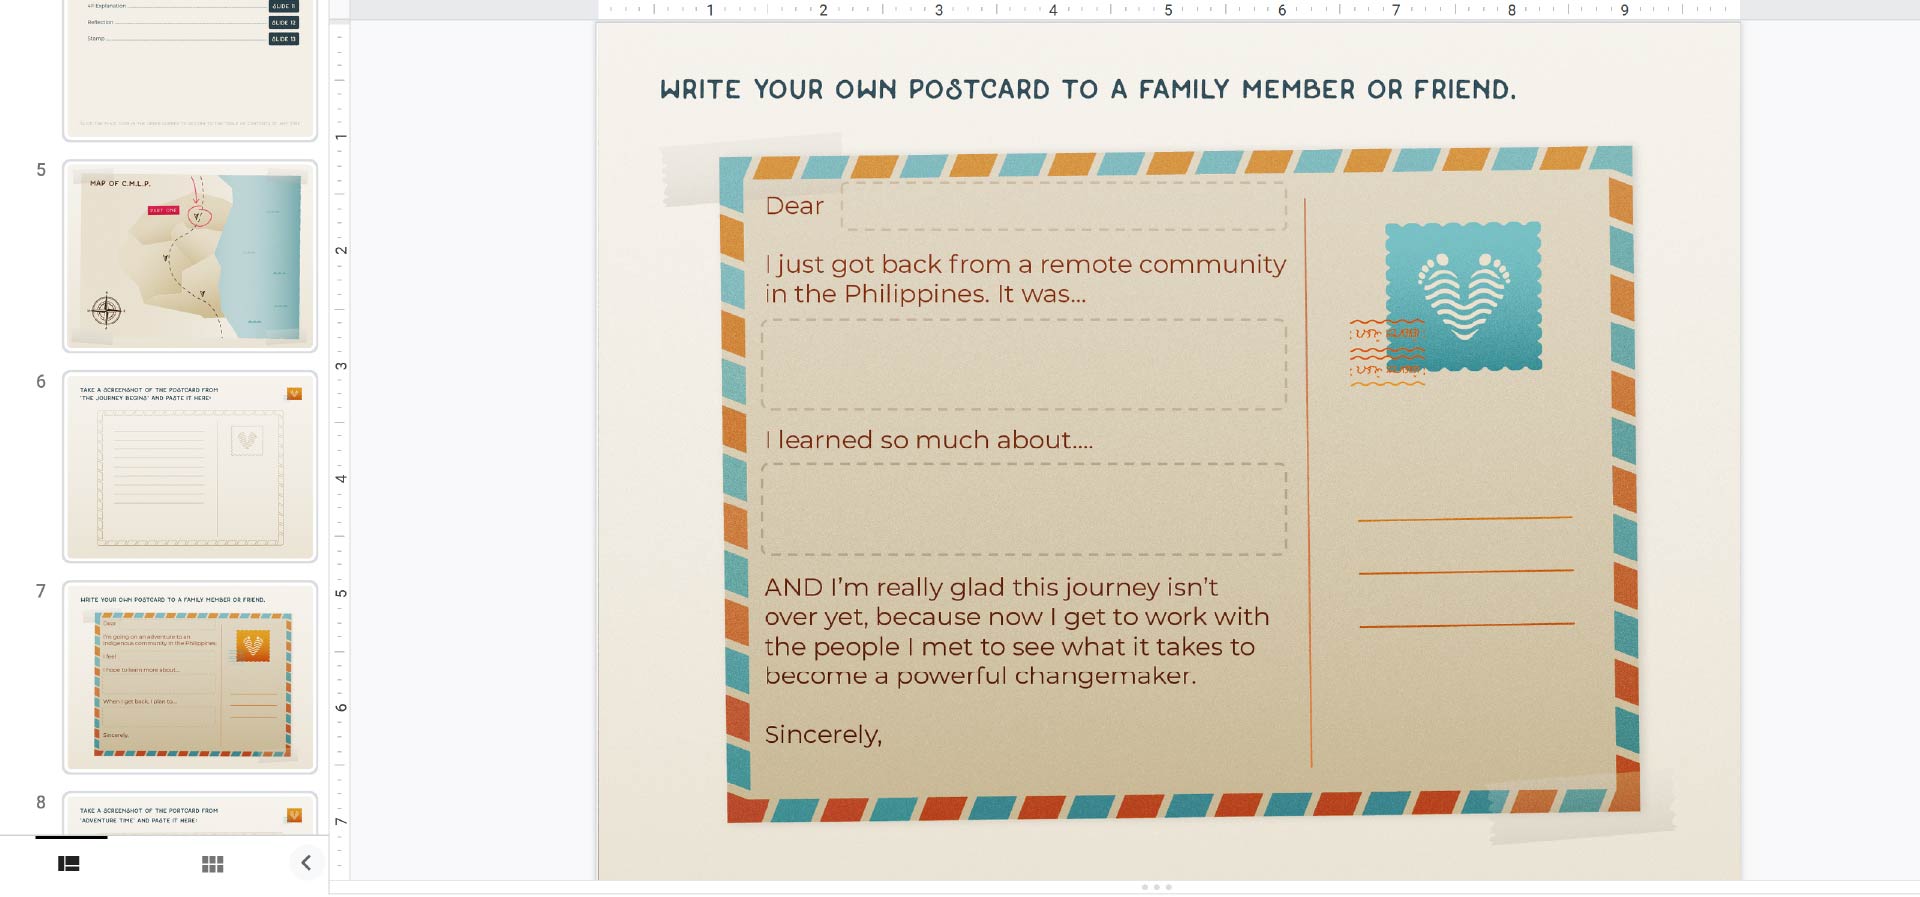 4P Explanation SLIDE 11
Reflection SLIDE 12
Stamp SLIDE 13
5
MAP OF C.M.L.P.
PART ONE
6
TAKE A SCREENSHOT OF THE POSTCARD FROM
'THE JOURNEY BEGINS' AND PASTE IT HERE!
7
WRITE YOUR OWN POSTCARD TO A FAMILY MEMBER OR FRIEND.
Dear
I'm going on an adventure to an
indigenous community in the Philippines.
I feel
I hope to learn more about...
When I get back, I plan to...
Sincerely,
8
TAKE A SCREENSHOT OF THE POSTCARD FROM
'ADVENTURE TIME' AND PASTE IT HERE!
1 2 3 4 5 6 7 8 9
1
2
3
4
5
6
7
WRITE YOUR OWN POSTCARD TO A FAMILY MEMBER OR FRIEND.
Dear
I just got back from a remote community
in the Philippines. It was...
I learned so much about....
AND I'm really glad this journey isn't
over yet, because now I get to work with
the people I met to see what it takes to
become a powerful changemaker.
Sincerely,